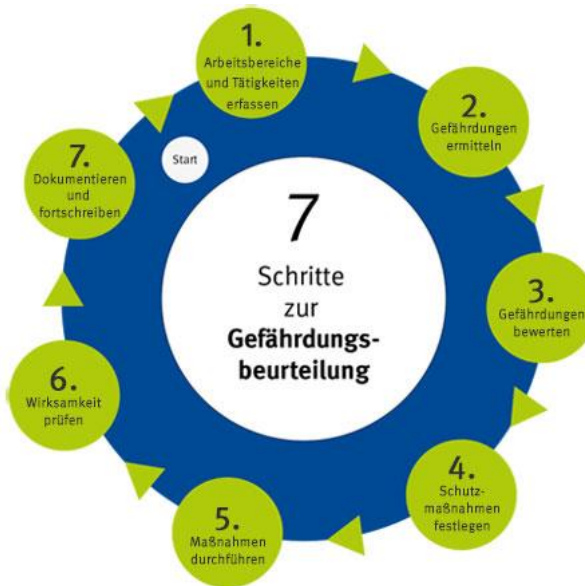 1.
Arbeitsbereiche
und Tätigkeiten
erfassen
2.
Gefährdungen
ermitteln
3.
Gefährdungen
bewerten
4.
Schutz-
maßnahmen
festlegen
5.
Maßnahmen
durchführen
6.
Wirksamkeit
prüfen
7.
Dokumentieren
und
fortschreiben
Start
7
Schritte
zur
Gefährdungs-
beurteilung